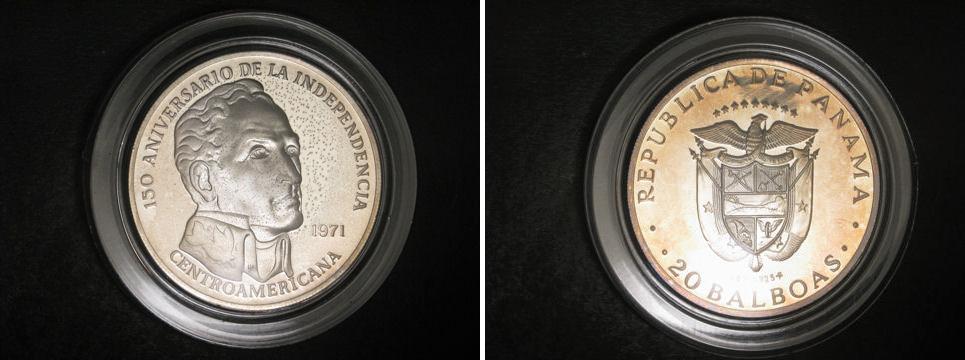 150 ANIVERSARIO DE LA INDEPENDENCIA
1971
CENTROAMERICANA
REPUBLICA DE PANAMA
· 20 BALBOAS ·